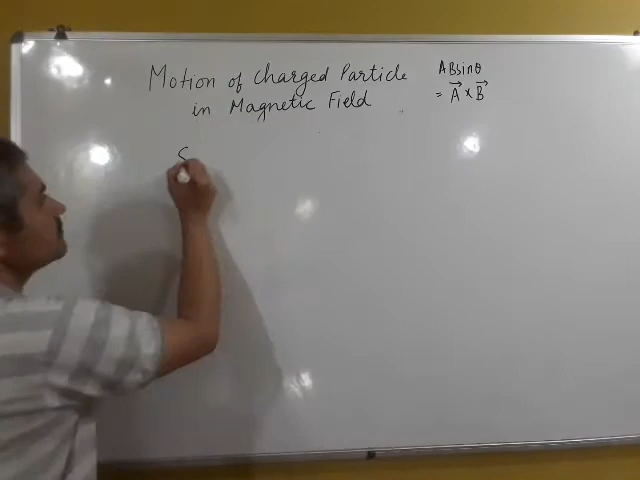 Motion of Charged Particle
in Magnetic Field
ABsinθ
= A⃗ × B⃗
S